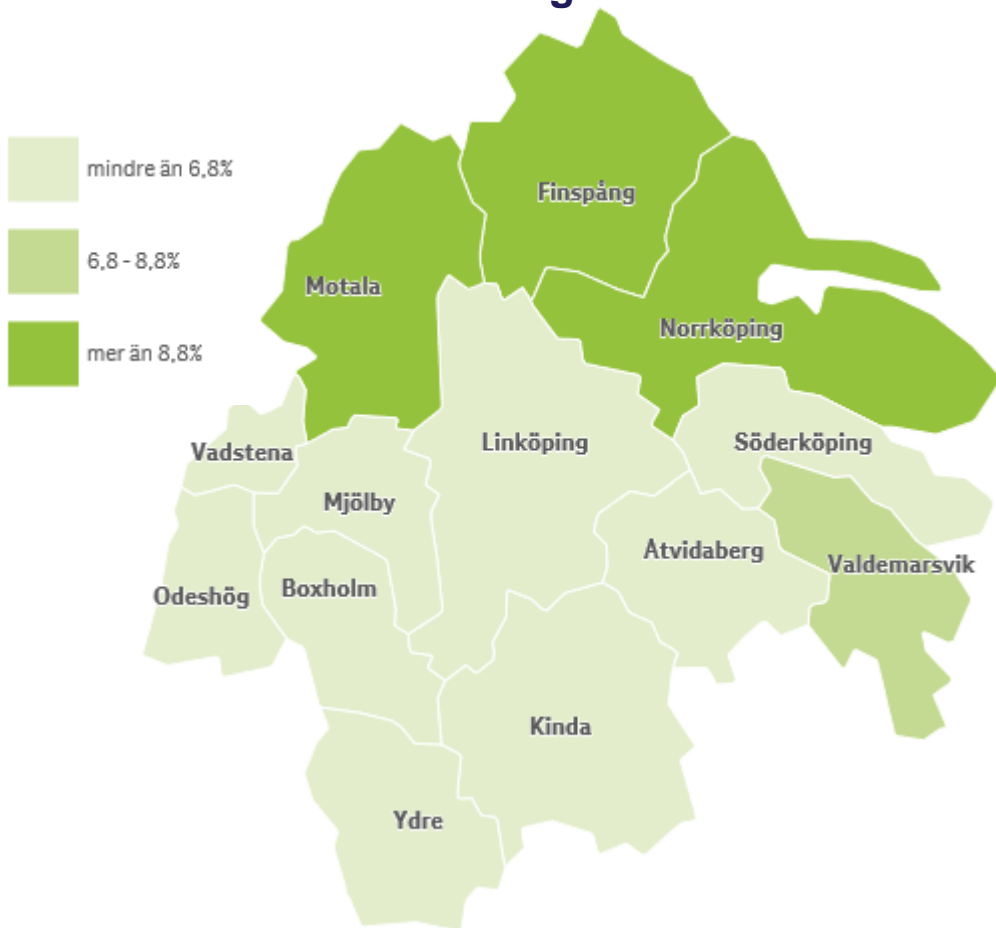 mindre än 6,8%
6,8 - 8,8%
mer än 8,8%
Finspång
Motala
Norrköping
Vadstena
Linköping
Söderköping
Mjölby
Åtvidaberg
Valdemarsvik
Ödeshög
Boxholm
Kinda
Ydre